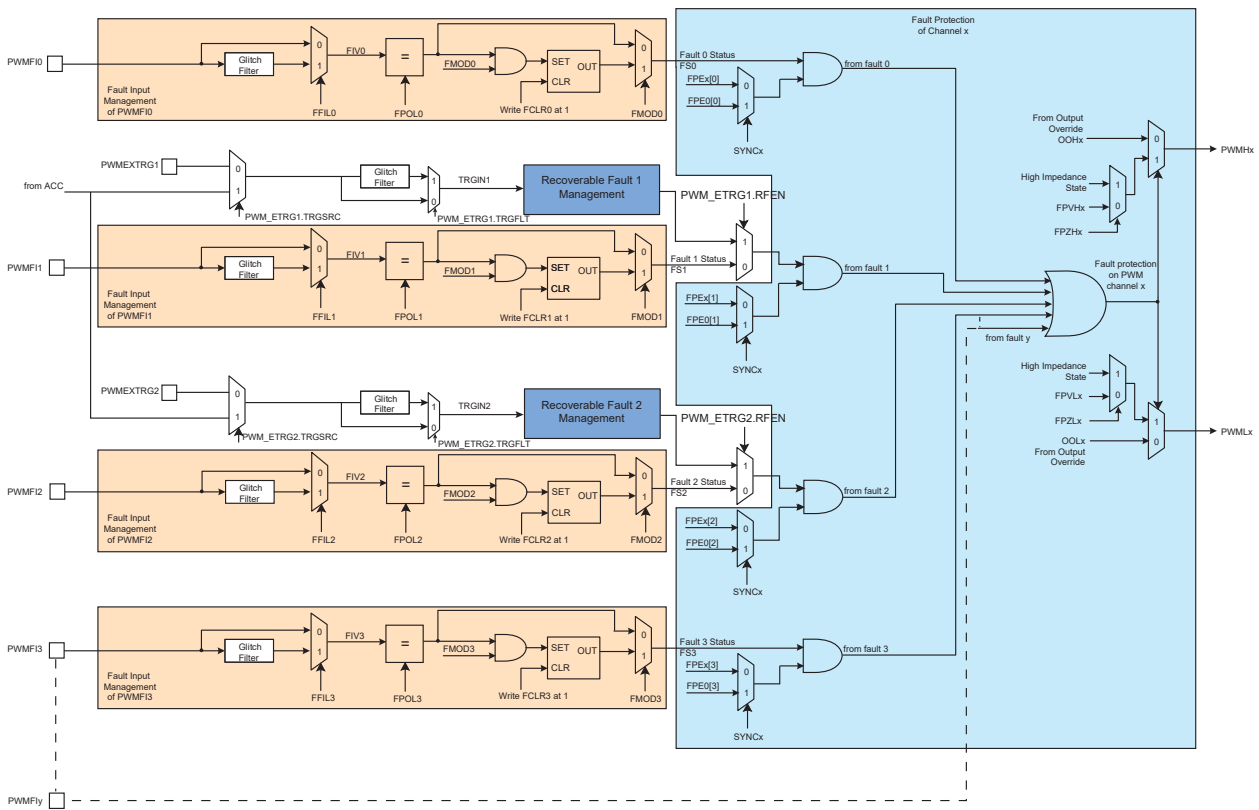 Fault Protection
of Channel x
PWMFI0
Glitch
Filter
0
1
FIV0
=
FMOD0
SET
OUT
CLR
0
1
Fault Input
Management
of PWMFI0
FFIL0
FPOL0
Write FCLR0 at 1
FMOD0
Fault 0 Status
FS0
FPEx[0]
FPE0[0]
0
1
SYNCx
from fault 0
From Output
Override
OOHx
0
1
PWMHx
High Impedance
State
FPVHx
1
0
FPZHx
PWMEXTRG1
from ACC
0
1
PWM_ETRG1.TRGSRC
Glitch
Filter
1
0
TRGIN1
PWM_ETRG1.TRGFLT
Recoverable Fault 1
Management
PWM_ETRG1.RFEN
1
0
PWMFI1
Glitch
Filter
0
1
FIV1
=
FMOD1
SET
OUT
CLR
0
1
Fault Input
Management
of PWMFI1
FFIL1
FPOL1
Write FCLR1 at 1
FMOD1
Fault 1 Status
FS1
FPEx[1]
FPE0[1]
0
1
SYNCx
from fault 1
Fault protection
on PWM
channel x
from fault y
PWMEXTRG2
0
1
PWM_ETRG2.TRGSRC
Glitch
Filter
1
0
TRGIN2
PWM_ETRG2.TRGFLT
Recoverable Fault 2
Management
PWM_ETRG2.RFEN
1
0
High Impedance
State
FPVLx
1
0
FPZLx
OOLx
From Output
Override
1
0
PWMLx
PWMFI2
Glitch
Filter
0
1
FIV2
=
FMOD2
SET
OUT
CLR
0
1
Fault Input
Management
of PWMFI2
FFIL2
FPOL2
Write FCLR2 at 1
FMOD2
Fault 2 Status
FS2
FPEx[2]
FPE0[2]
0
1
SYNCx
from fault 2
PWMFI3
Glitch
Filter
0
1
FIV3
=
FMOD3
SET
OUT
CLR
0
1
Fault Input
Management
of PWMFI3
FFIL3
FPOL3
Write FCLR3 at 1
FMOD3
Fault 3 Status
FS3
FPEx[3]
FPE0[3]
0
1
SYNCx
from fault 3
PWMFIy